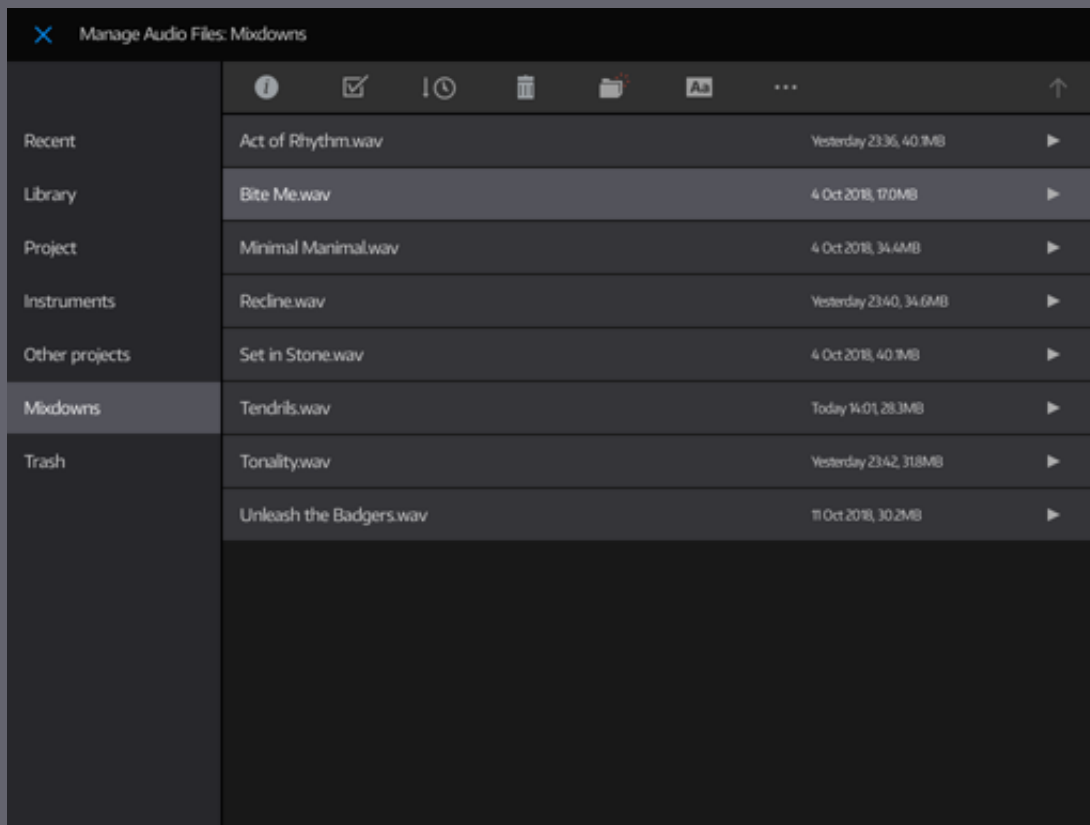 Manage Audio Files: Mixdowns
Aa
Recent
Act of Rhythm.wav Yesterday 23:36, 40.1MB
Library
Bite Me.wav 4 Oct 2018, 17.0MB
Project
Minimal Manimal.wav 4 Oct 2018, 34.4MB
Instruments
Recline.wav Yesterday 23:40, 34.6MB
Other projects
Set in Stone.wav 4 Oct 2018, 40.1MB
Mixdowns
Tendrils.wav Today 14:01, 28.3MB
Trash
Tonality.wav Yesterday 23:42, 31.8MB
Unleash the Badgers.wav 11 Oct 2018, 30.2MB